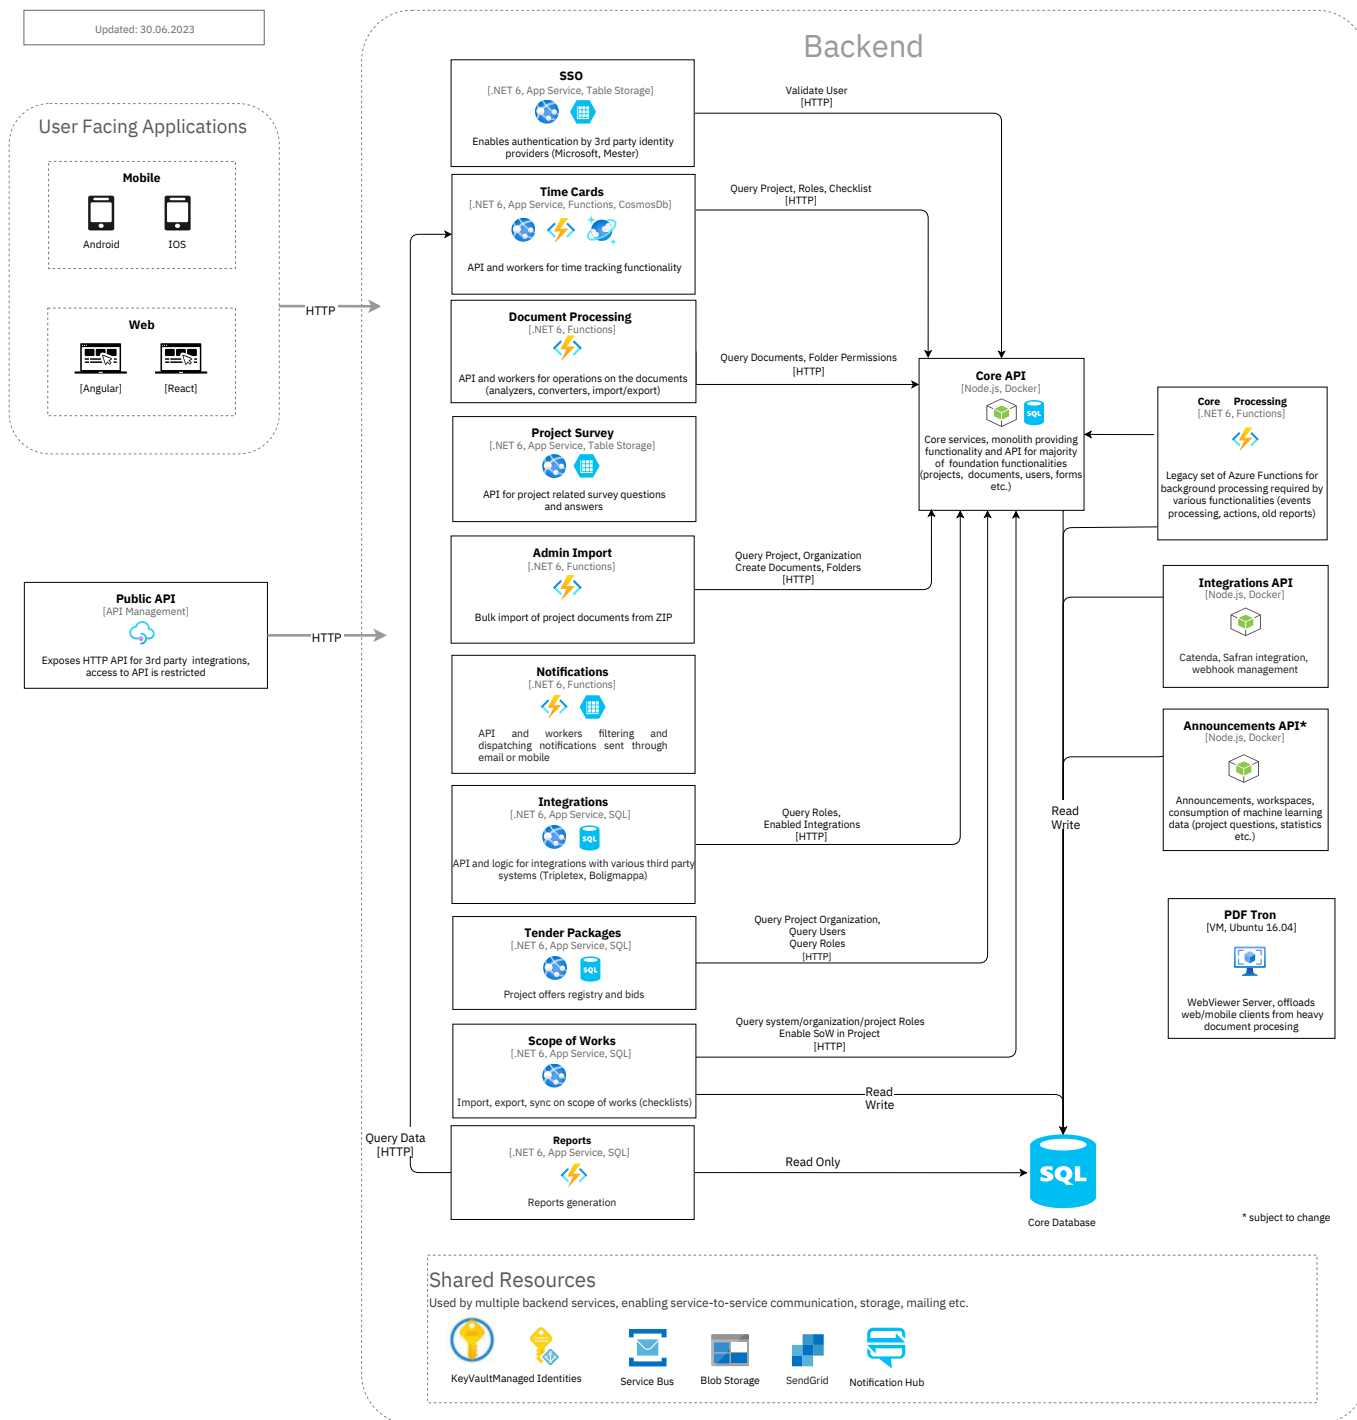 Updated: 30.06.2023
Backend
User Facing Applications
Mobile
Android
IOS
Web
[Angular]
[React]
HTTP
Public API
[API Management]
Exposes HTTP API for 3rd party integrations,
access to API is restricted
HTTP
SSO
[.NET 6, App Service, Table Storage]
Enables authentication by 3rd party identity
providers (Microsoft, Mester)
Validate User
[HTTP]
Time Cards
[.NET 6, App Service, Functions, CosmosDb]
API and workers for time tracking functionality
Query Project, Roles, Checklist
[HTTP]
Document Processing
[.NET 6, Functions]
API and workers for operations on the documents
(analyzers, converters, import/export)
Query Documents, Folder Permissions
[HTTP]
Project Survey
[.NET 6, App Service, Table Storage]
API for project related survey questions
and answers
Admin Import
[.NET 6, Functions]
Bulk import of project documents from ZIP
Query Project, Organization
Create Documents, Folders
[HTTP]
Notifications
[.NET 6, Functions]
API and workers filtering and
dispatching notifications sent through
email or mobile
Integrations
[.NET 6, App Service, SQL]
SQL
API and logic for integrations with various third party
systems (Tripletex, Boligmappa)
Query Roles,
Enabled Integrations
[HTTP]
Tender Packages
[.NET 6, App Service, SQL]
SQL
Project offers registry and bids
Query Project Organization,
Query Users
Query Roles
[HTTP]
Scope of Works
[.NET 6, App Service, SQL]
Import, export, sync on scope of works (checklists)
Query system/organization/project Roles
Enable SoW in Project
[HTTP]
Read
Write
Reports
[.NET 6, App Service, SQL]
Reports generation
Query Data
[HTTP]
Read Only
Core API
[Node.js, Docker]
SQL
Core services, monolith providing
functionality and API for majority
of foundation functionalities
(projects, documents, users, forms
etc.)
Core Processing
[.NET 6, Functions]
Legacy set of Azure Functions for
background processing required by
various functionalities (events
processing, actions, old reports)
Integrations API
[Node.js, Docker]
Catenda, Safran integration,
webhook management
Announcements API*
[Node.js, Docker]
Announcements, workspaces,
consumption of machine learning
data (project questions, statistics
etc.)
Read
Write
PDF Tron
[VM, Ubuntu 16.04]
WebViewer Server, offloads
web/mobile clients from heavy
document procesing
SQL
Core Database
* subject to change
Shared Resources
Used by multiple backend services, enabling service-to-service communication, storage, mailing etc.
KeyVault
Managed Identities
Service Bus
Blob Storage
SendGrid
Notification Hub